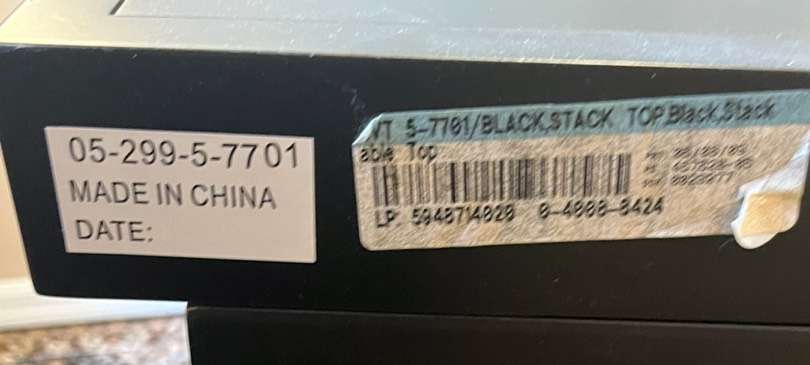 05-299-5-7701
MADE IN CHINA
DATE:
VT 5-7701/BLACK,STACK TOP,Black,Stack
able Top
LP: 5948714020 0-4000-8424